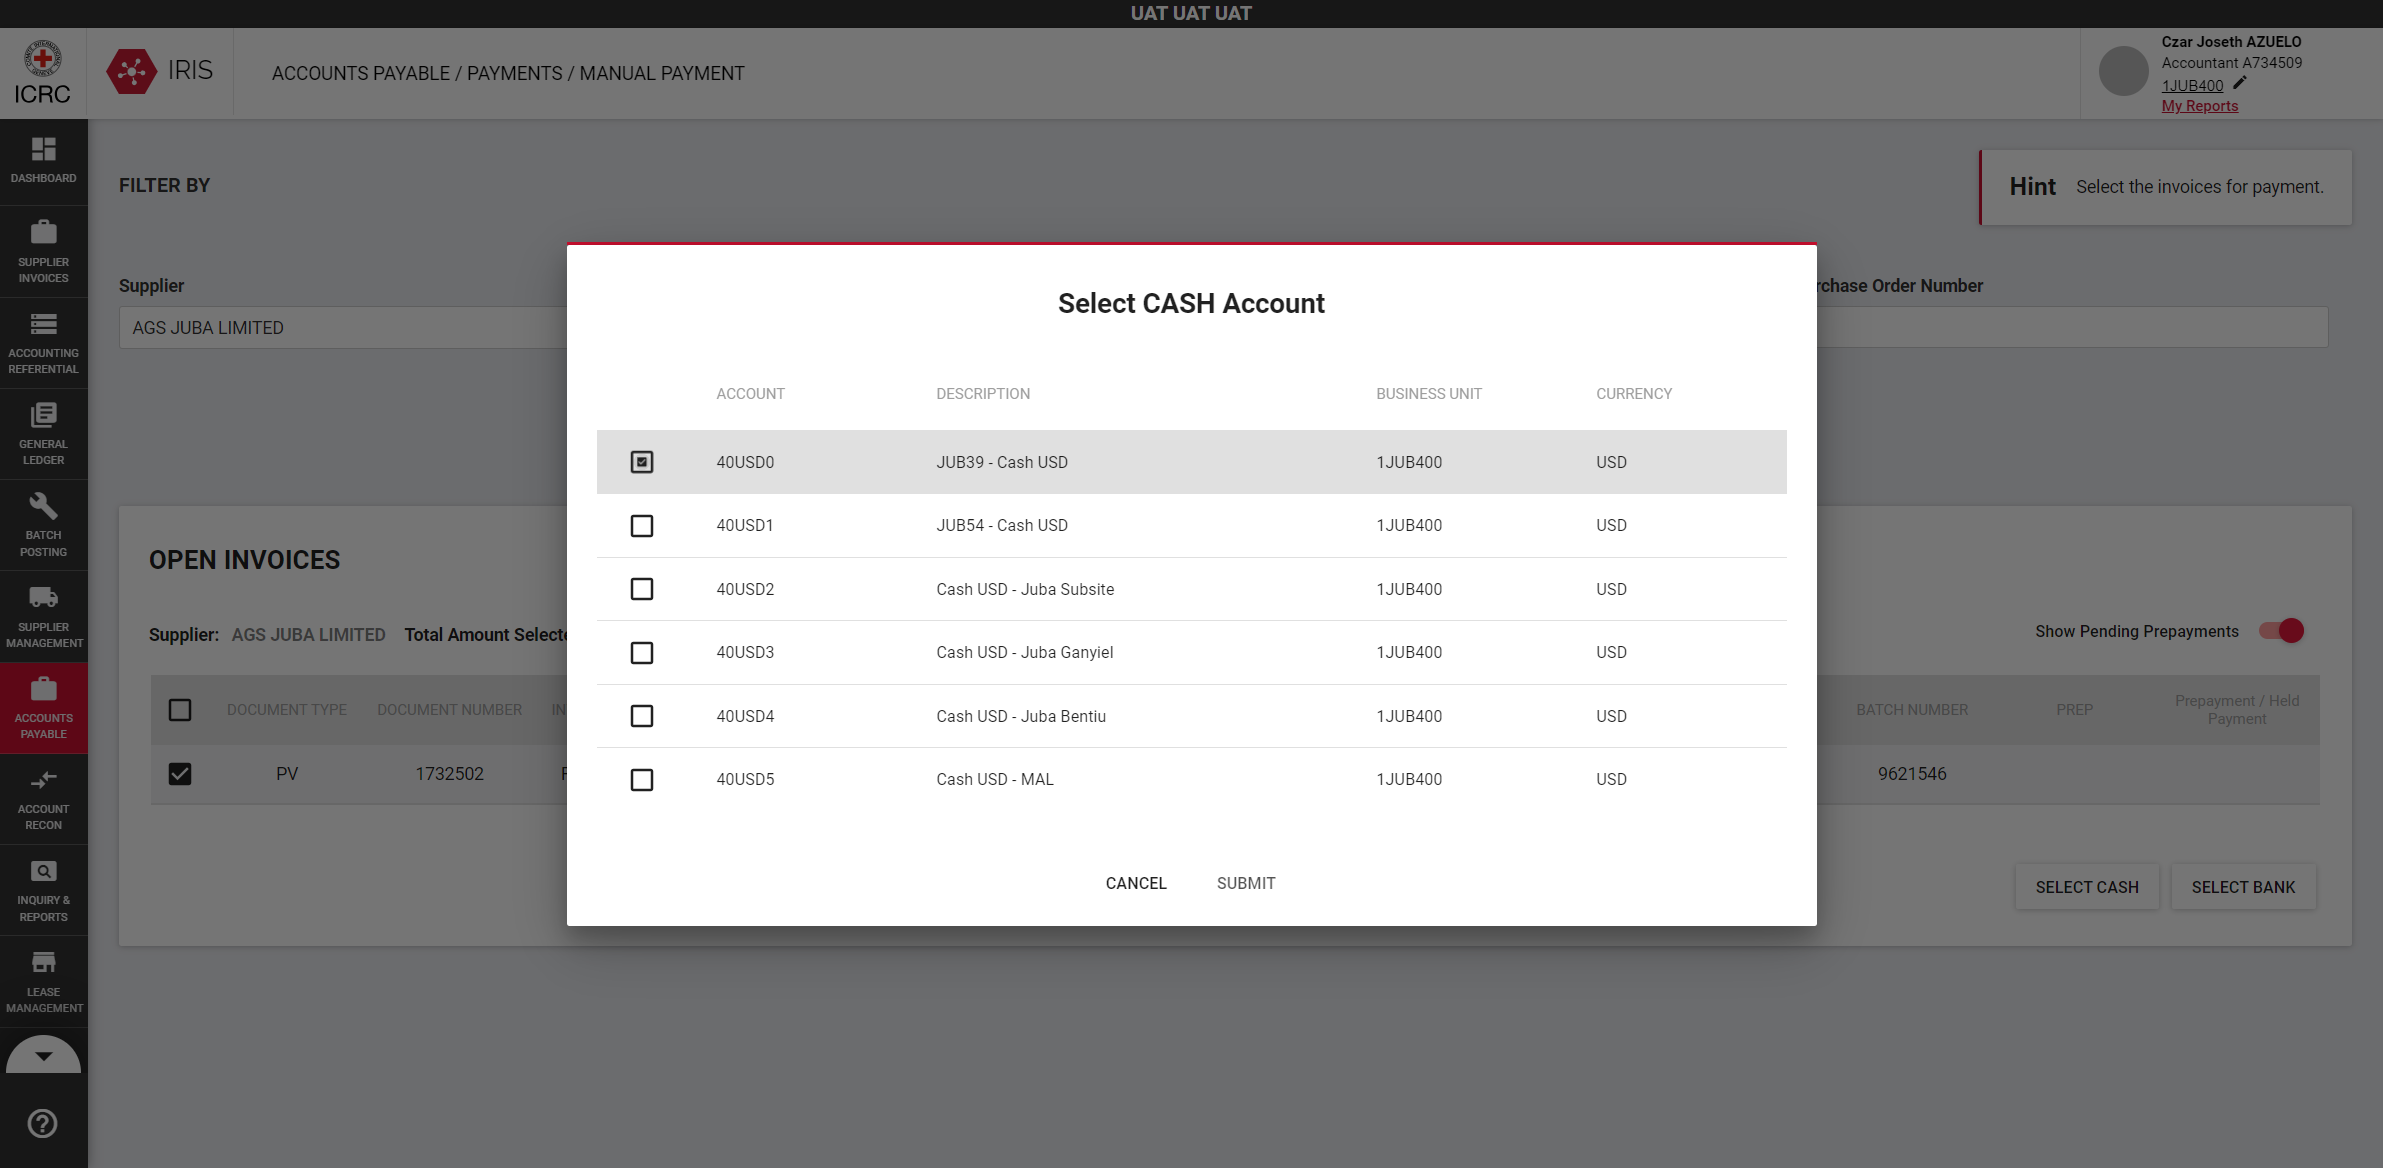 UAT UAT UAT
ICRC
IRIS
ACCOUNTS PAYABLE / PAYMENTS / MANUAL PAYMENT
Czar Joseth AZUELO
Accountant A734509
1JUB400
My Reports
DASHBOARD
SUPPLIER
INVOICES
ACCOUNTING
REFERENTIAL
GENERAL
LEDGER
BATCH
POSTING
SUPPLIER
MANAGEMENT
ACCOUNTS
PAYABLE
ACCOUNT
RECON
INQUIRY &
REPORTS
LEASE
MANAGEMENT
FILTER BY
Hint Select the invoices for payment.
Supplier
AGS JUBA LIMITED
rchase Order Number
Select CASH Account
ACCOUNT DESCRIPTION BUSINESS UNIT CURRENCY
40USD0 JUB39 - Cash USD 1JUB400 USD
40USD1 JUB54 - Cash USD 1JUB400 USD
40USD2 Cash USD - Juba Subsite 1JUB400 USD
40USD3 Cash USD - Juba Ganyiel 1JUB400 USD
40USD4 Cash USD - Juba Bentiu 1JUB400 USD
40USD5 Cash USD - MAL 1JUB400 USD
CANCEL SUBMIT
OPEN INVOICES
Supplier: AGS JUBA LIMITED Total Amount Selecte
Show Pending Prepayments
DOCUMENT TYPE DOCUMENT NUMBER IN BATCH NUMBER PREP Prepayment / Held
Payment
PV 1732502 9621546
SELECT CASH SELECT BANK